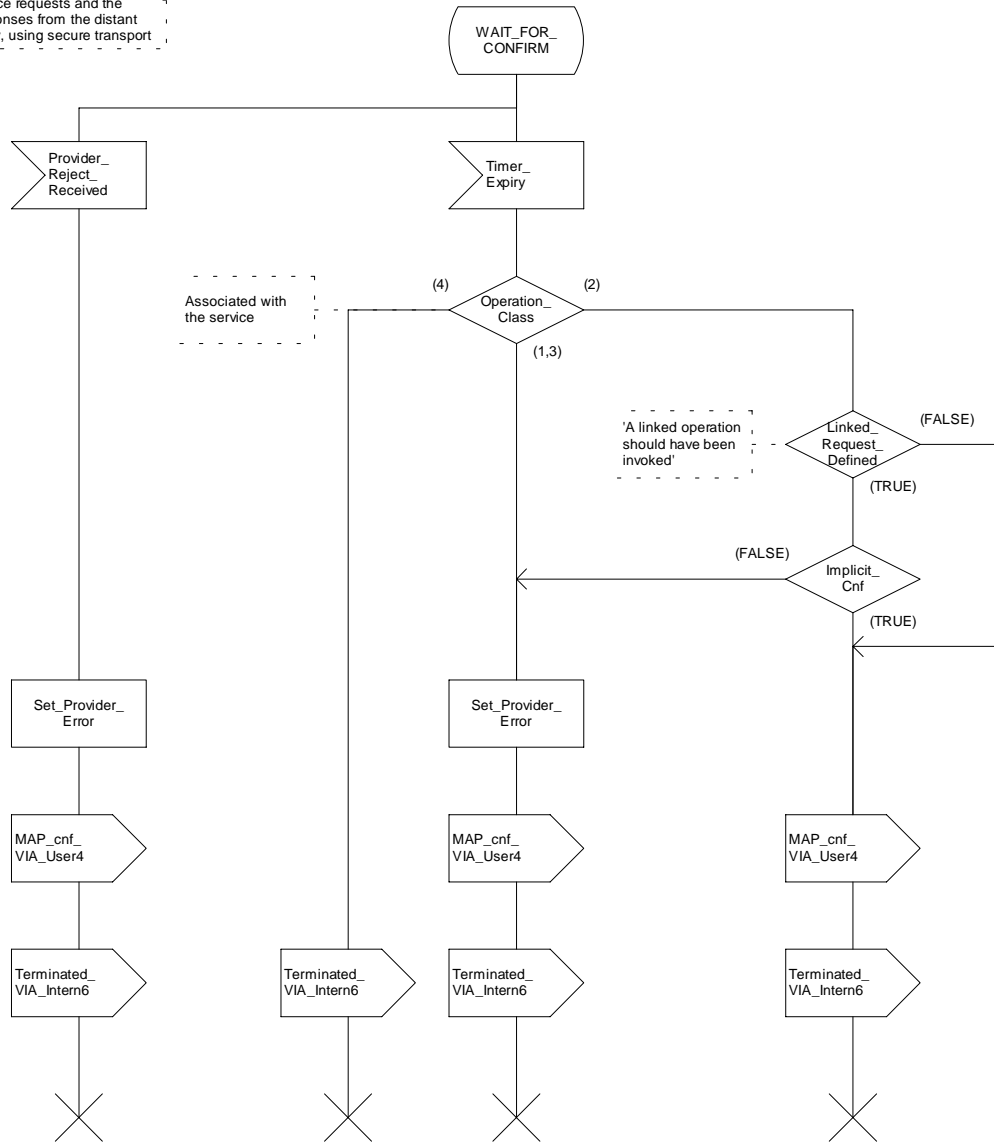 requests and the
from the distant
using secure transport
WAIT_FOR_
CONFIRM
Provider_
Reject_
Received
Timer_
Expiry
Associated with
the service
(4)
Operation_
Class
(2)
(1,3)
'A linked operation
should have been
invoked'
Linked_
Request_
Defined
(FALSE)
(TRUE)
(FALSE)
Implicit_
Cnf
(TRUE)
Set_Provider_
Error
Set_Provider_
Error
MAP_cnf_
VIA_User4
MAP_cnf_
VIA_User4
MAP_cnf_
VIA_User4
Terminated_
VIA_Intern6
Terminated_
VIA_Intern6
Terminated_
VIA_Intern6
Terminated_
VIA_Intern6